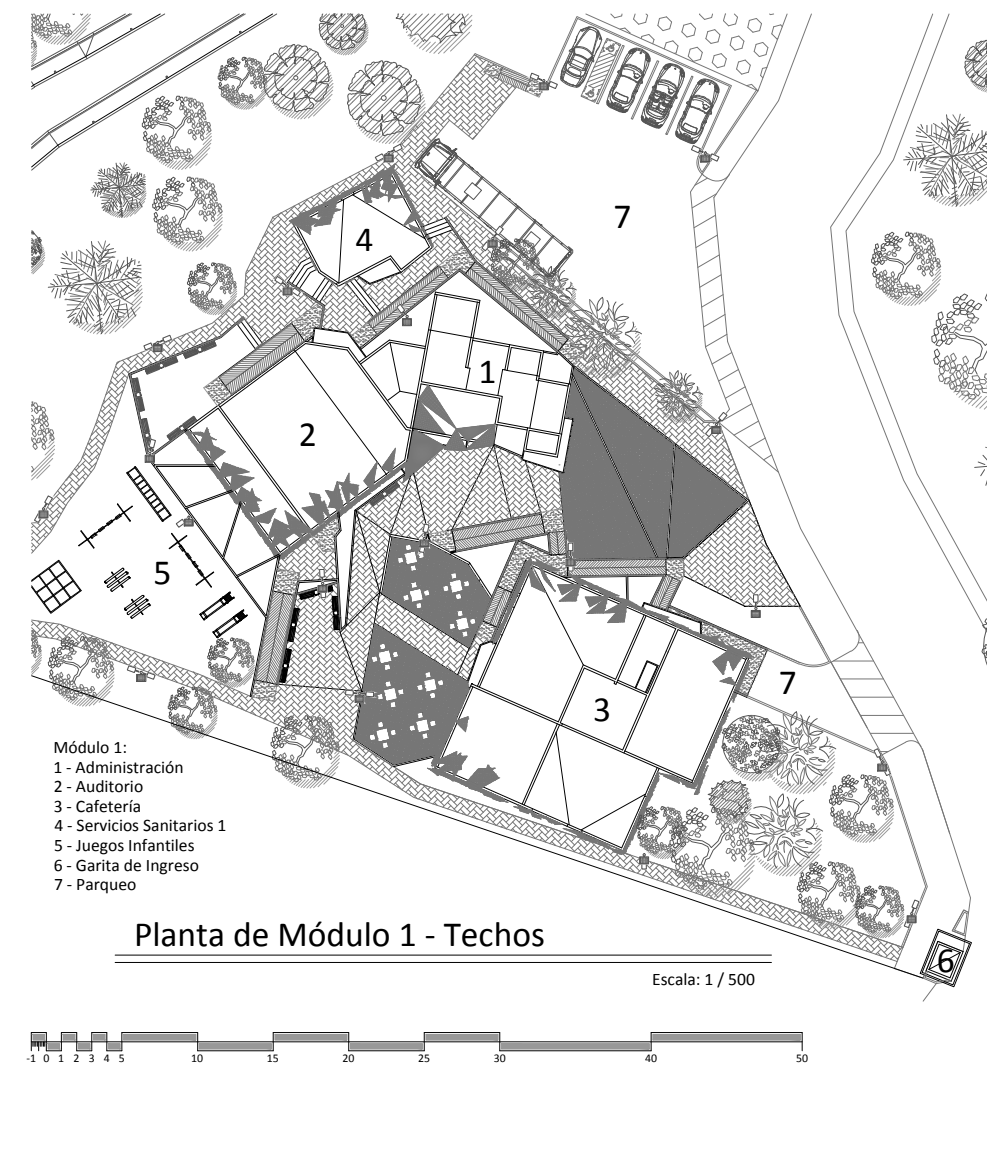 7
4
1
2
5
3
7
Módulo 1:
1 - Administración
2 - Auditorio
3 - Cafetería
4 - Servicios Sanitarios 1
5 - Juegos Infantiles
6 - Garita de Ingreso
7 - Parqueo
Planta de Módulo 1 - Techos
6
Escala: 1 / 500
-1 0 1 2 3 4 5 10 15 20 25 30 40 50